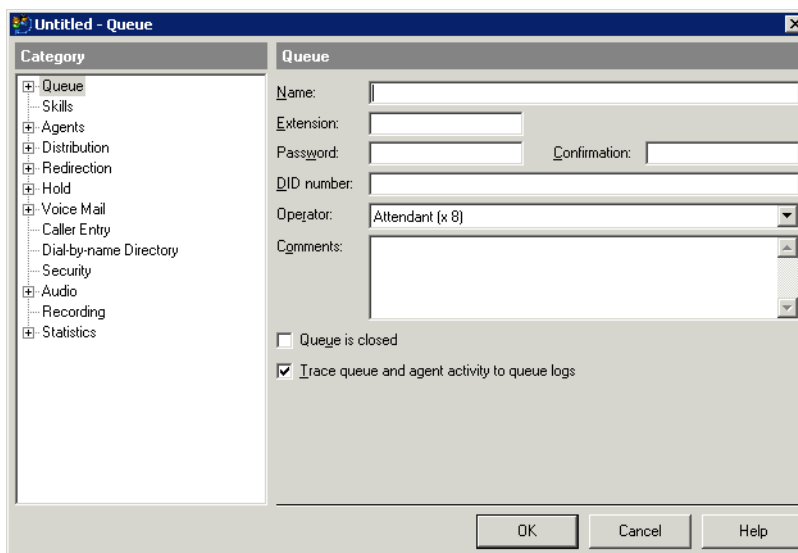 Untitled - Queue
Category
Queue
Skills
Agents
Distribution
Redirection
Hold
Voice Mail
Caller Entry
Dial-by-name Directory
Security
Audio
Recording
Statistics
Queue
Name:
Extension:
Password:
Confirmation:
DID number:
Operator:
Attendant (x 8)
Comments:
Queue is closed
Trace queue and agent activity to queue logs
OK
Cancel
Help